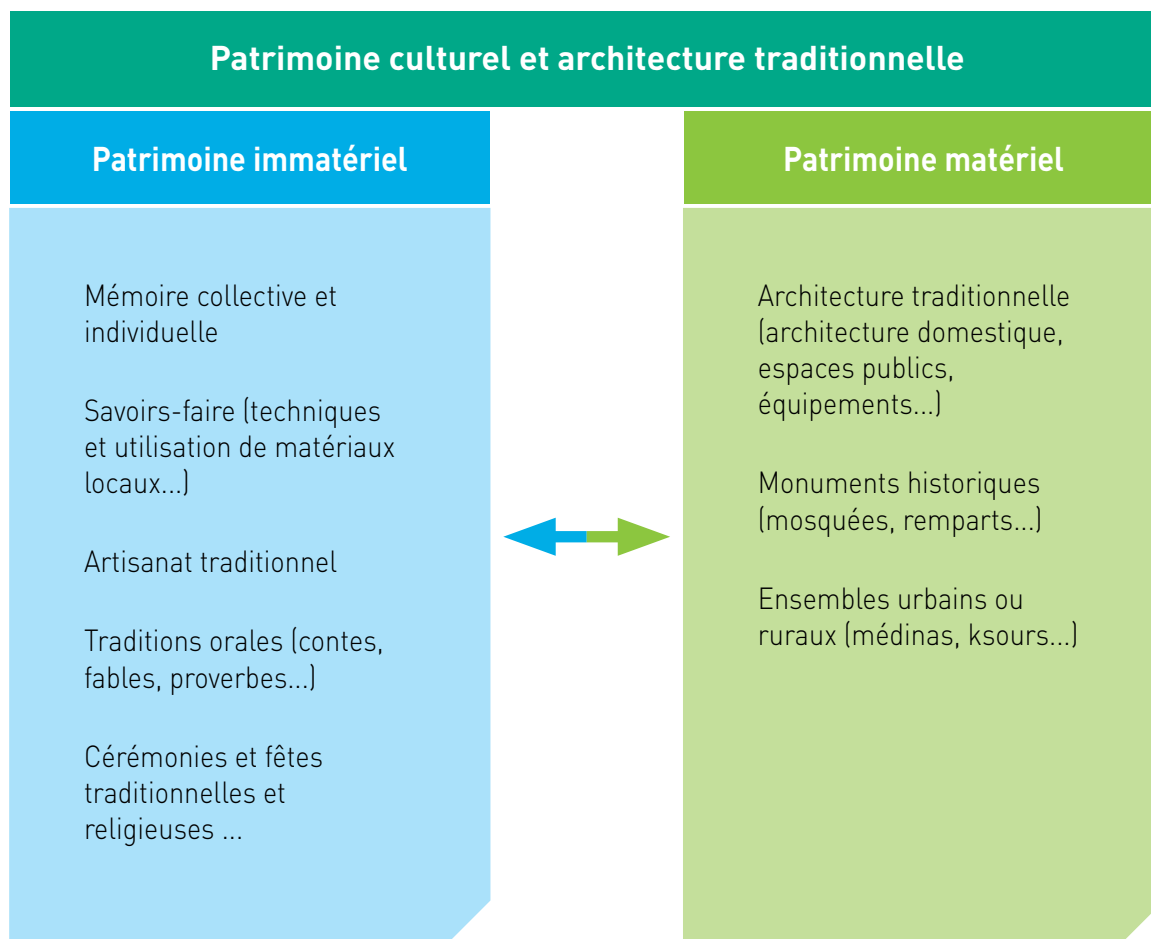 Patrimoine culturel et architecture traditionnelle
Patrimoine immatériel
Mémoire collective et
individuelle
Savoirs-faire (techniques
et utilisation de matériaux
locaux...)
Artisanat traditionnel
Traditions orales (contes,
fables, proverbes...)
Cérémonies et fêtes
traditionnelles et
religieuses ...
Patrimoine matériel
Architecture traditionnelle
(architecture domestique,
espaces publics,
équipements...)
Monuments historiques
(mosquées, remparts...)
Ensembles urbains ou
ruraux (médinas, ksours...)